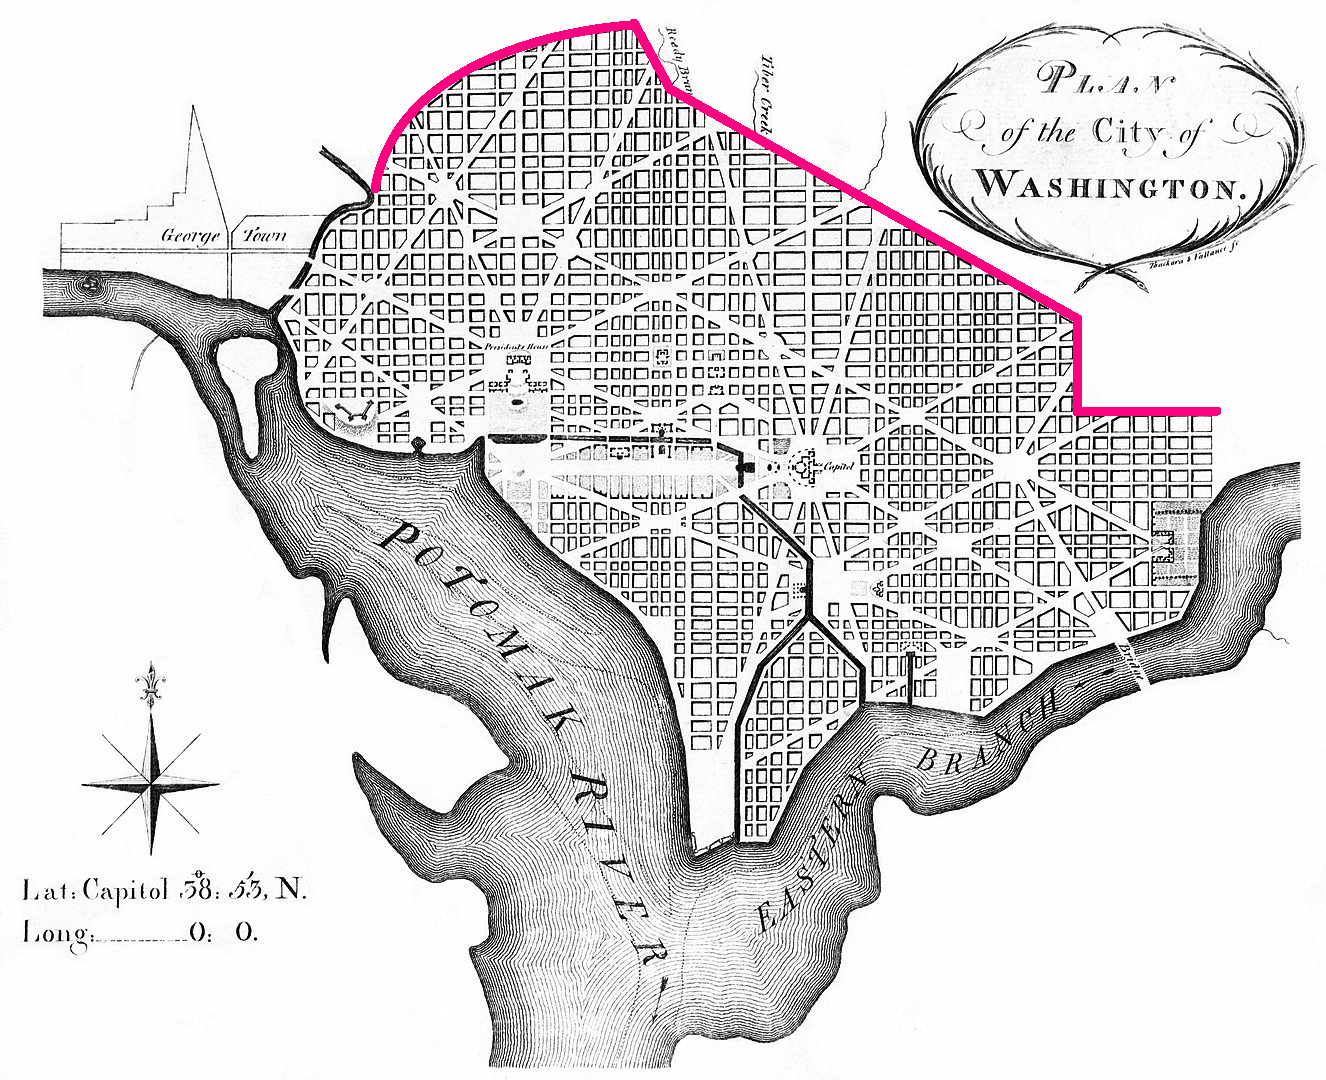 PLAN
of the City of
WASHINGTON.
Thackara & Vallance sc
Reedy Bran
Tiber Creek
George Town
Presidents House
Capitol
POTOMAK RIVER
EASTERN BRANCH
Bridge
Lat: Capitol 38°: 53′, N.
Long: 0: 0.